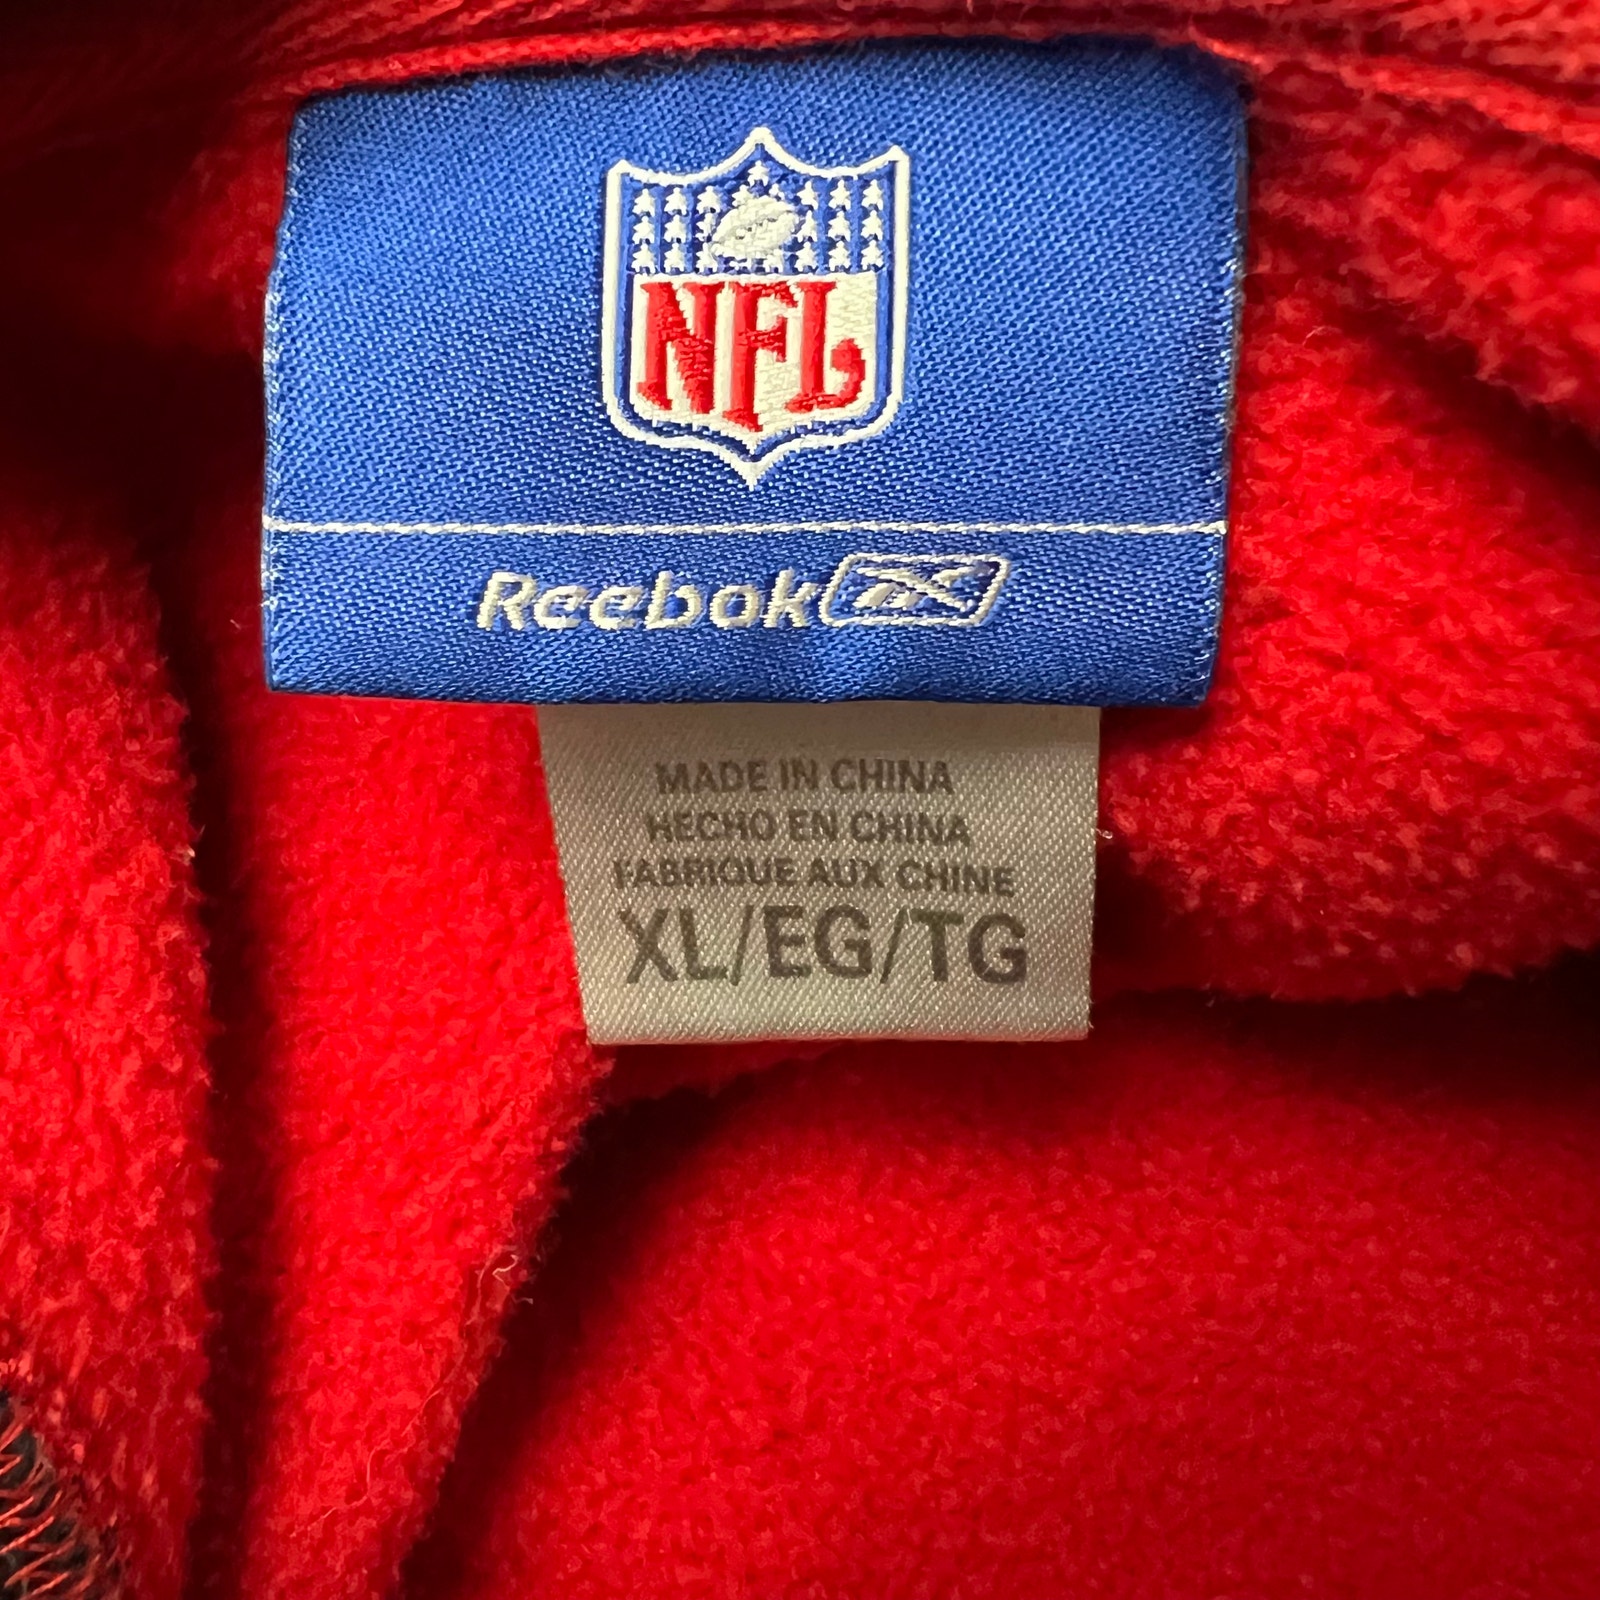 NFL
Reebok
MADE IN CHINA
HECHO EN CHINA
FABRIQUE AUX CHINE
XL/EG/TG